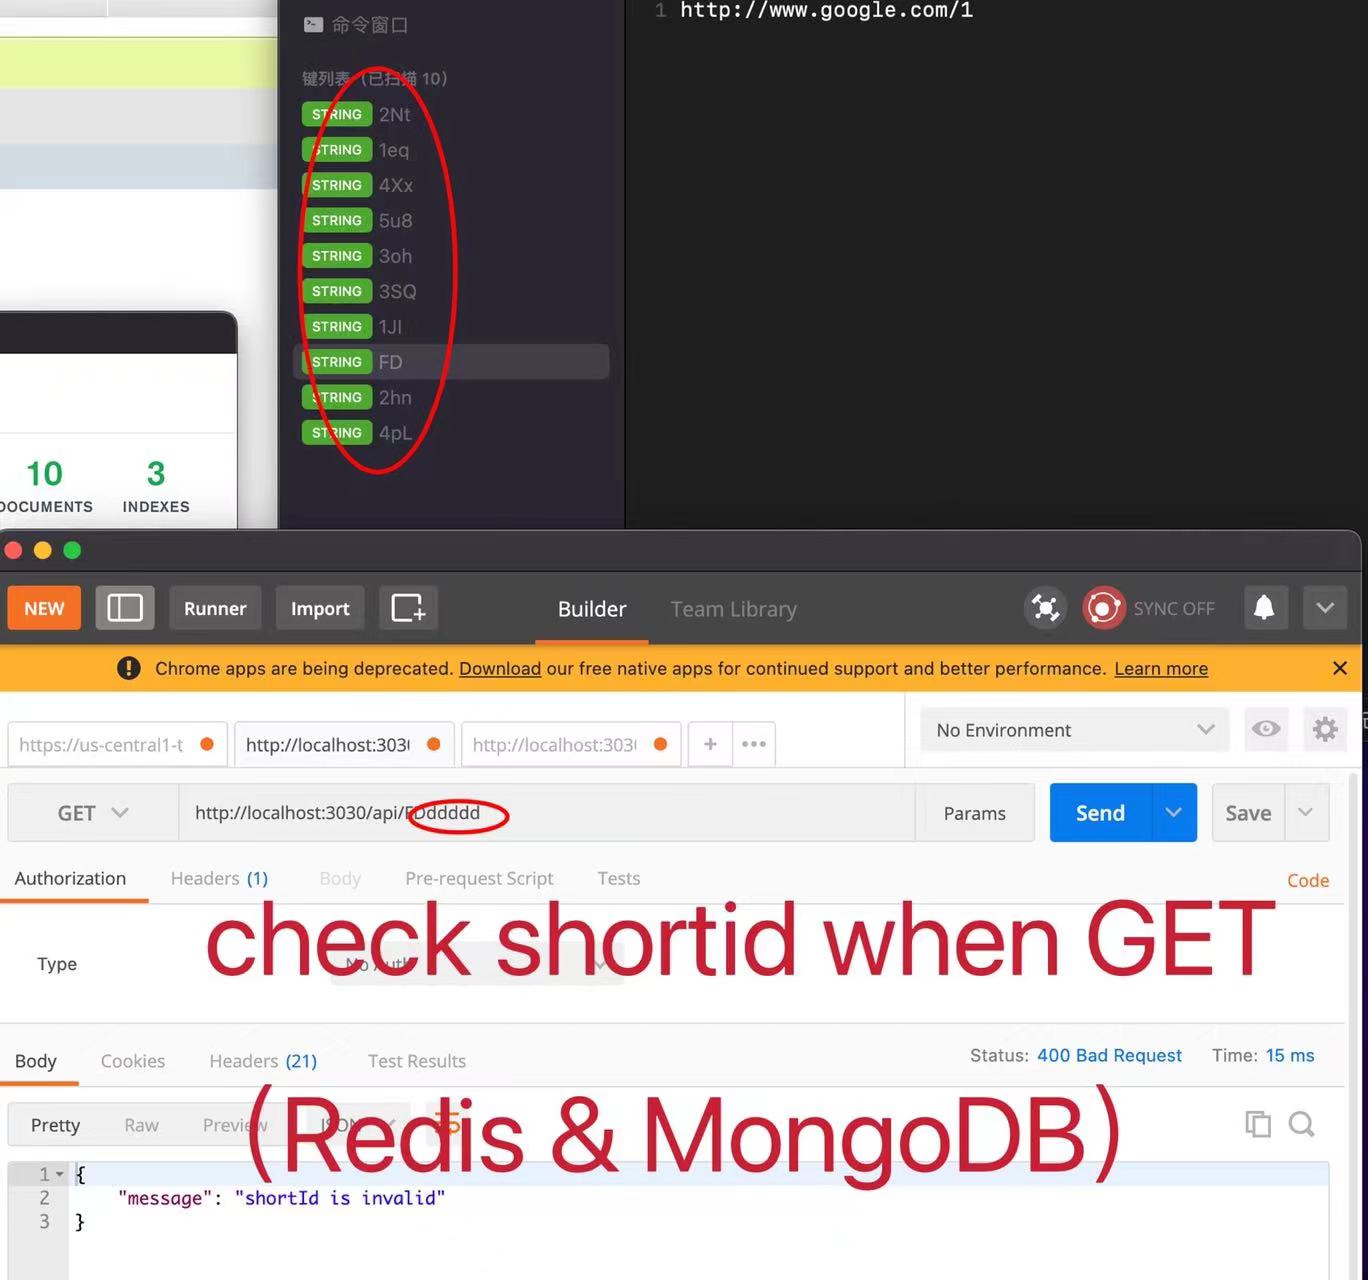 命令窗口
1 http://www.google.com/1
键列表 (已扫描 10)
STRING 2Nt
STRING 1eq
STRING 4Xx
STRING 5u8
STRING 3oh
STRING 3SQ
STRING 1JI
STRING FD
STRING 2hn
STRING 4pL
10 3
DOCUMENTS INDEXES
NEW Runner Import Builder Team Library SYNC OFF
Chrome apps are being deprecated. Download our free native apps for continued support and better performance. Learn more
https://us-central1-t http://localhost:303 http://localhost:303 + ••• No Environment
GET http://localhost:3030/api/FDddddd Params Send Save
Authorization Headers (1) Body Pre-request Script Tests Code
check shortid when GET
Type No Auth
Body Cookies Headers (21) Test Results Status: 400 Bad Request Time: 15 ms
(Redis & MongoDB)
Pretty Raw Preview JSON
1 {
2 "message": "shortId is invalid"
3 }